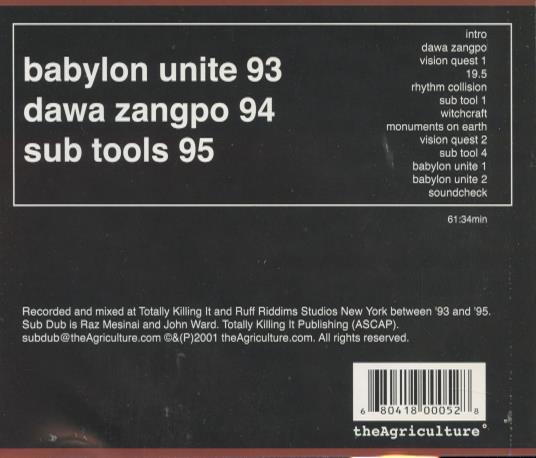 babylon unite 93
dawa zangpo 94
sub tools 95
intro
dawa zangpo
vision quest 1
19.5
rhythm collision
sub tool 1
witchcraft
monuments on earth
vision quest 2
sub tool 4
babylon unite 1
babylon unite 2
soundcheck
61:34min
Recorded and mixed at Totally Killing It and Ruff Riddims Studios New York between '93 and '95.
Sub Dub is Raz Mesinai and John Ward. Totally Killing It Publishing (ASCAP).
subdub@theAgriculture.com ©&(P)2001 theAgriculture.com. All rights reserved.
6 80418 00052 8
theAgriculture°